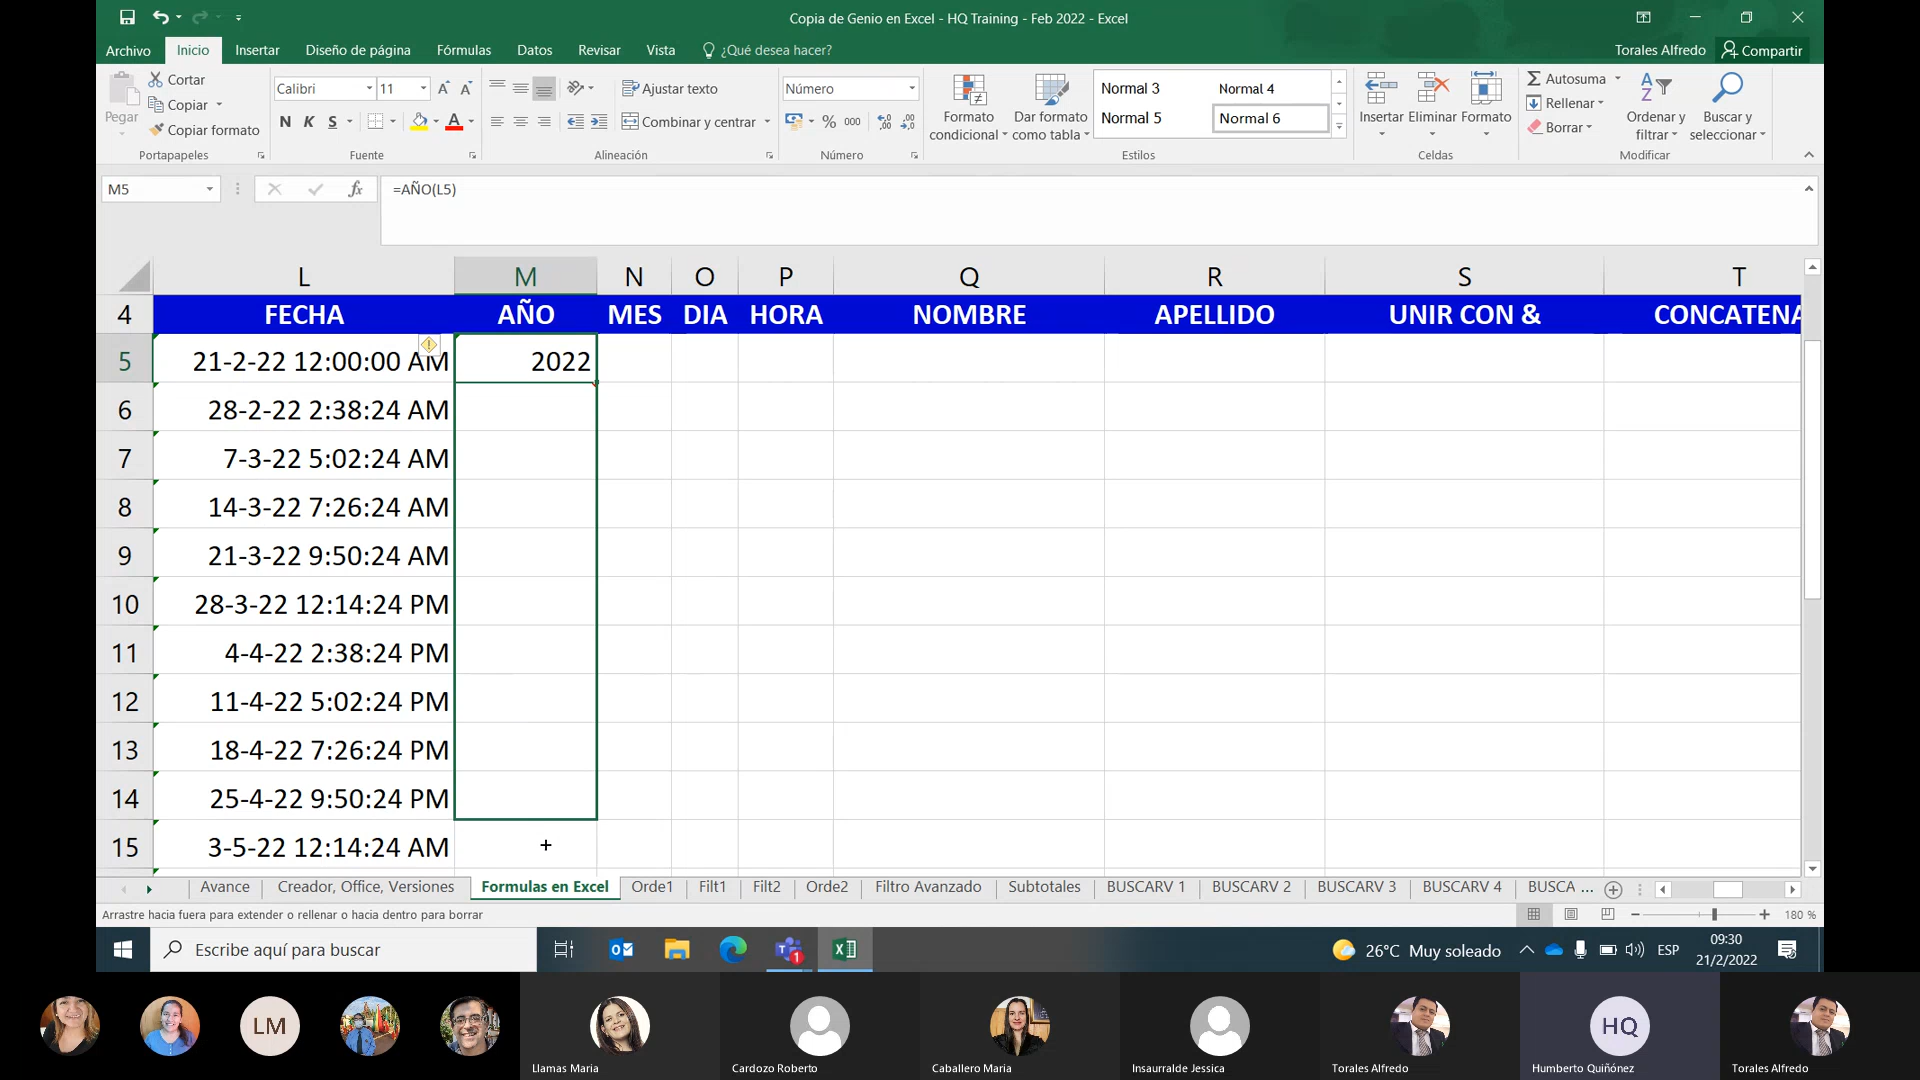 Copia de Genio en Excel - HQ Training - Feb 2022 - Excel
Archivo Inicio Insertar Diseño de página Fórmulas Datos Revisar Vista ¿Qué desea hacer? Torales Alfredo Compartir
Pegar
Cortar
Copiar
Copiar formato
Portapapeles
Calibri 11
N K S
Fuente
Ajustar texto
Combinar y centrar
Alineación
Número
% 000
Número
Formato condicional
Dar formato como tabla
Normal 3 Normal 4
Normal 5 Normal 6
Estilos
Insertar Eliminar Formato
Celdas
Autosuma
Rellenar
Borrar
Ordenar y filtrar
Buscar y seleccionar
Modificar
M5 fx =AÑO(L5)
L M N O P Q R S T
4 FECHA AÑO MES DIA HORA NOMBRE APELLIDO UNIR CON & CONCATENA
5 21-2-22 12:00:00 AM 2022
6 28-2-22 2:38:24 AM
7 7-3-22 5:02:24 AM
8 14-3-22 7:26:24 AM
9 21-3-22 9:50:24 AM
10 28-3-22 12:14:24 PM
11 4-4-22 2:38:24 PM
12 11-4-22 5:02:24 PM
13 18-4-22 7:26:24 PM
14 25-4-22 9:50:24 PM
15 3-5-22 12:14:24 AM
Avance Creador, Office, Versiones Formulas en Excel Orde1 Filt1 Filt2 Orde2 Filtro Avanzado Subtotales BUSCARV 1 BUSCARV 2 BUSCARV 3 BUSCARV 4 BUSCA ...
Arrastre hacia fuera para extender o rellenar o hacia dentro para borrar 180 %
Escribe aquí para buscar 1 26°C Muy soleado ESP 09:30
21/2/2022
LM HQ
Llamas Maria Cardozo Roberto Caballero Maria Insaurralde Jessica Torales Alfredo Humberto Quiñónez Torales Alfredo